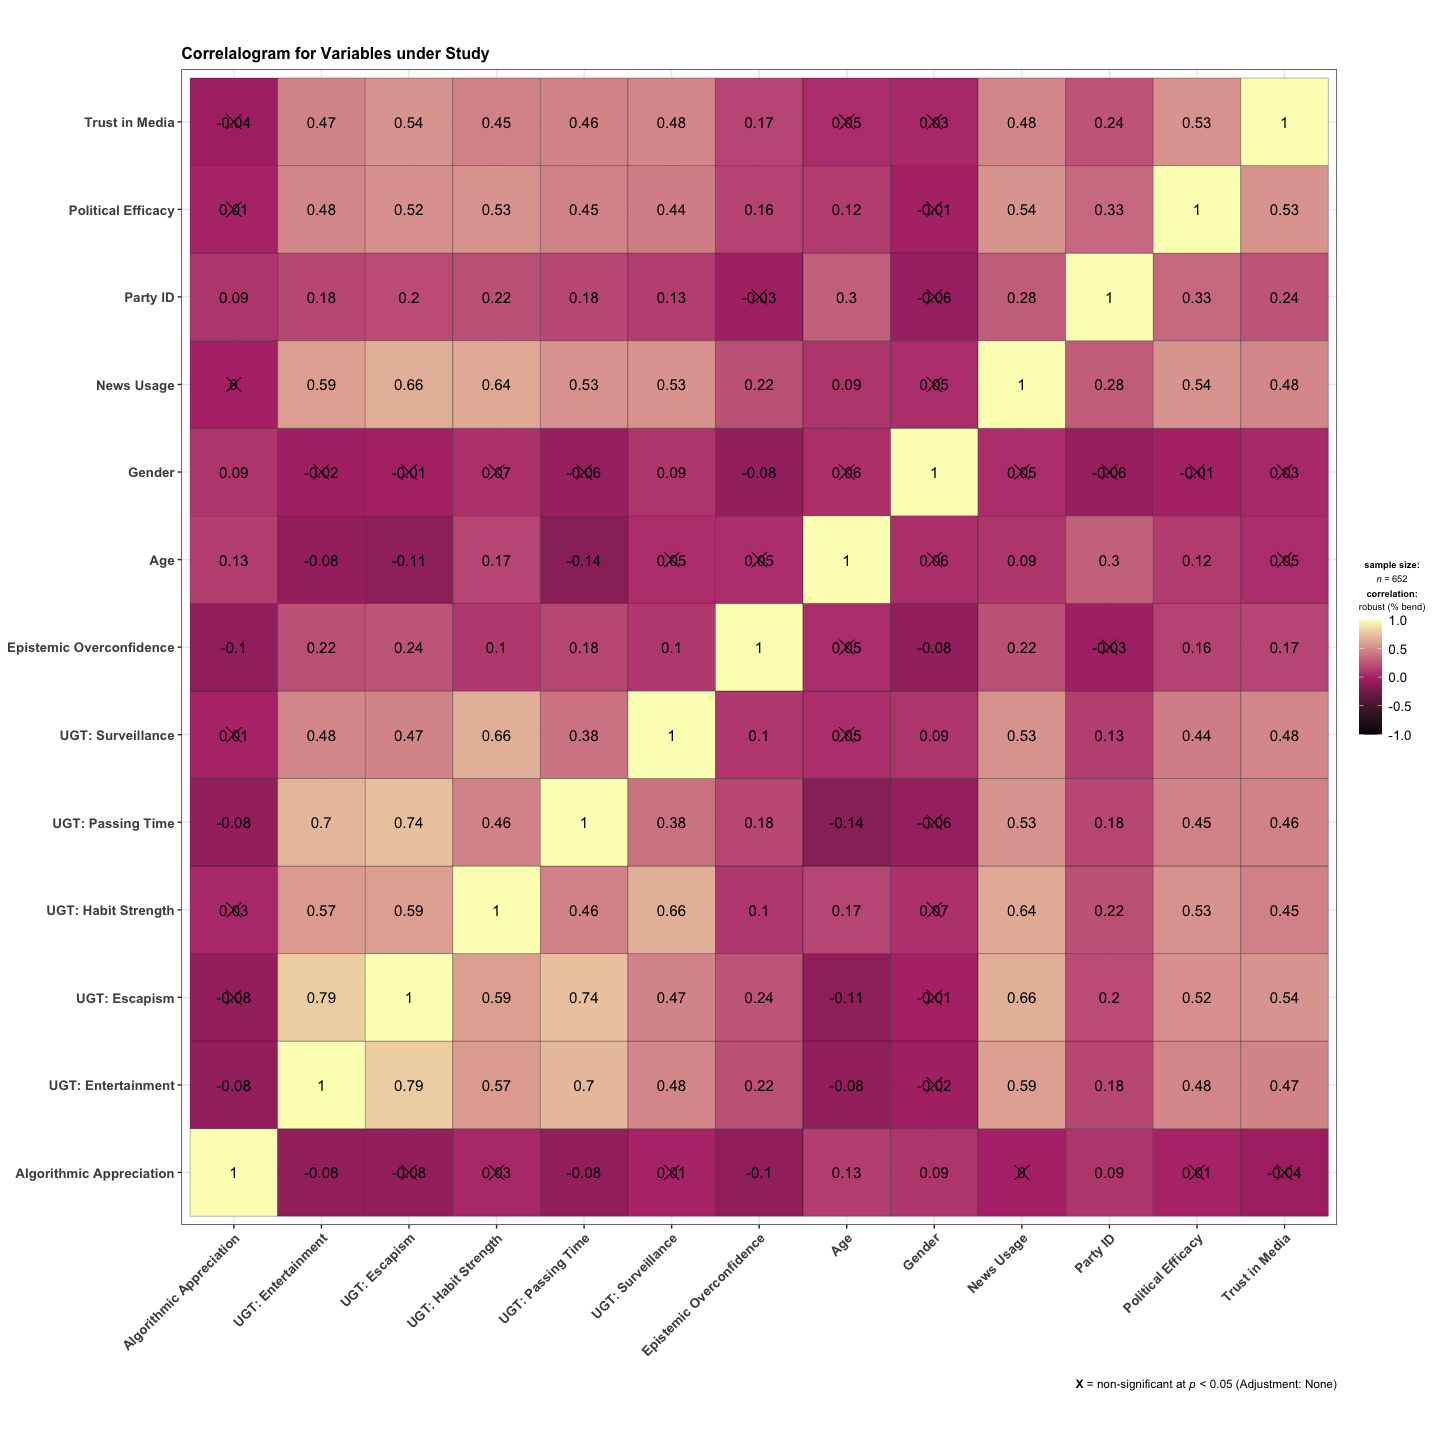 Correlalogram for Variables under Study
Trust in Media -0.04 0.47 0.54 0.45 0.46 0.48 0.17 0.05 0.03 0.48 0.24 0.53 1
Political Efficacy 0.01 0.48 0.52 0.53 0.45 0.44 0.16 0.12 -0.01 0.54 0.33 1 0.53
Party ID 0.09 0.18 0.2 0.22 0.18 0.13 -0.03 0.3 -0.06 0.28 1 0.33 0.24
News Usage 0 0.59 0.66 0.64 0.53 0.53 0.22 0.09 0.05 1 0.28 0.54 0.48
Gender 0.09 -0.02 -0.01 0.07 -0.06 0.09 -0.08 0.06 1 0.05 -0.06 -0.01 0.03
Age 0.13 -0.08 -0.11 0.17 -0.14 0.05 0.05 1 0.06 0.09 0.3 0.12 0.05
Epistemic Overconfidence -0.1 0.22 0.24 0.1 0.18 0.1 1 0.05 -0.08 0.22 -0.03 0.16 0.17
UGT: Surveillance 0.01 0.48 0.47 0.66 0.38 1 0.1 0.05 0.09 0.53 0.13 0.44 0.48
UGT: Passing Time -0.08 0.7 0.74 0.46 1 0.38 0.18 -0.14 -0.06 0.53 0.18 0.45 0.46
UGT: Habit Strength 0.03 0.57 0.59 1 0.46 0.66 0.1 0.17 0.07 0.64 0.22 0.53 0.45
UGT: Escapism -0.08 0.79 1 0.59 0.74 0.47 0.24 -0.11 -0.01 0.66 0.2 0.52 0.54
UGT: Entertainment -0.08 1 0.79 0.57 0.7 0.48 0.22 -0.08 -0.02 0.59 0.18 0.48 0.47
Algorithmic Appreciation 1 -0.08 -0.08 0.03 -0.08 0.01 -0.1 0.13 0.09 0 0.09 0.01 -0.04
Algorithmic Appreciation
UGT: Entertainment
UGT: Escapism
UGT: Habit Strength
UGT: Passing Time
UGT: Surveillance
Epistemic Overconfidence
Age
Gender
News Usage
Party ID
Political Efficacy
Trust in Media
sample size:
n = 652
correlation:
robust (% bend)
1.0
0.5
0.0
-0.5
-1.0
X = non-significant at p < 0.05 (Adjustment: None)